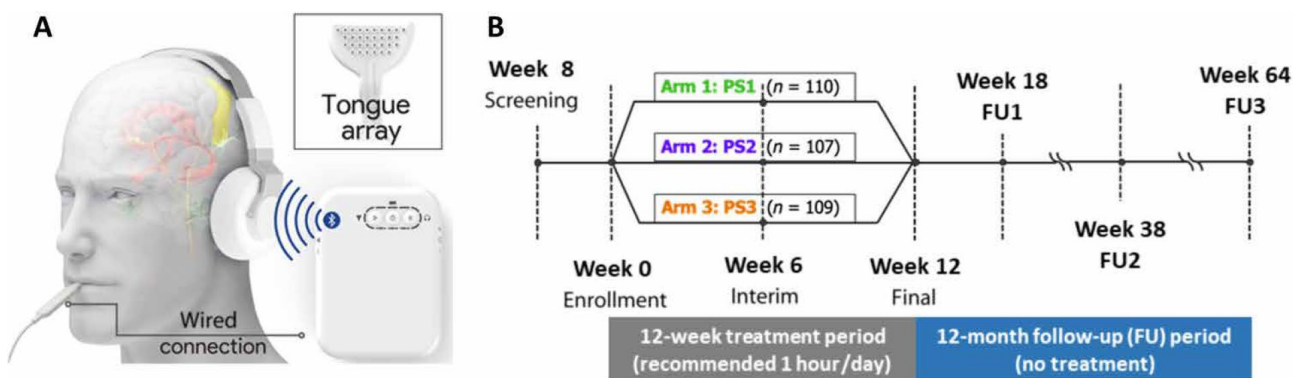 A
Tongue
array
Wired
connection
B
Week 8
Screening
Arm 1: PS1 (n = 110)
Arm 2: PS2 (n = 107)
Arm 3: PS3 (n = 109)
Week 18
FU1
Week 64
FU3
Week 0
Enrollment
Week 6
Interim
Week 12
Final
Week 38
FU2
12-week treatment period
(recommended 1 hour/day)
12-month follow-up (FU) period
(no treatment)